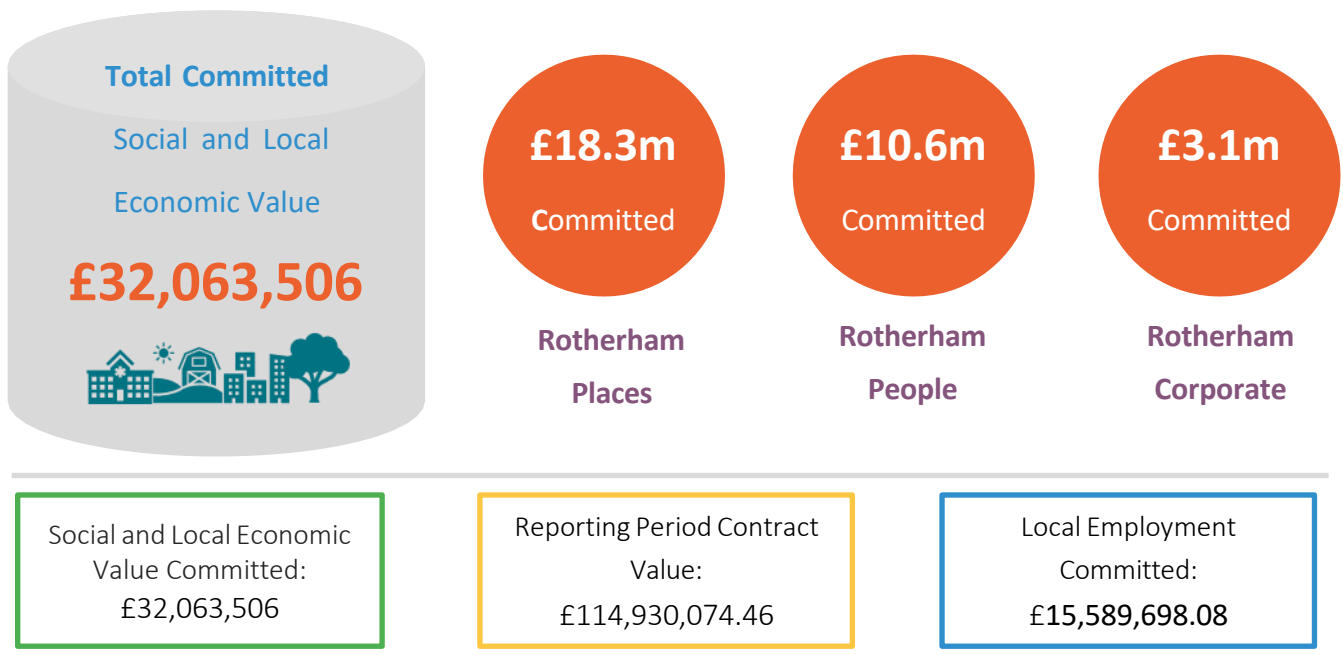 Total Committed
Social and Local
Economic Value
£32,063,506
£18.3m
Committed
Rotherham
Places
£10.6m
Committed
Rotherham
People
£3.1m
Committed
Rotherham
Corporate
Social and Local Economic
Value Committed:
£32,063,506
Reporting Period Contract
Value:
£114,930,074.46
Local Employment
Committed:
£15,589,698.08